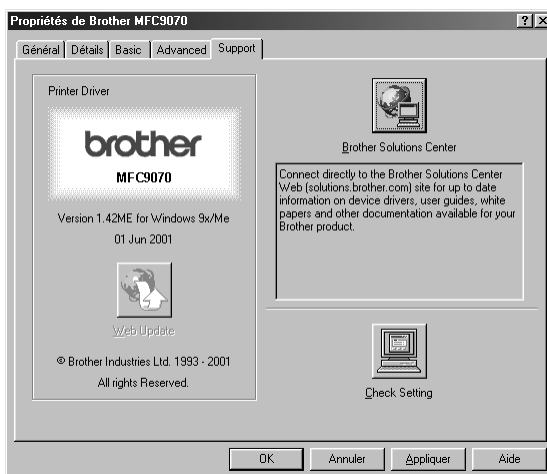 Propriétés de Brother MFC9070
Général Détails Basic Advanced Support
Printer Driver
brother
MFC9070
Version 1.42ME for Windows 9x/Me
01 Jun 2001
Web Update
© Brother Industries Ltd. 1993 - 2001
All rights Reserved.
Brother Solutions Center
Connect directly to the Brother Solutions Center
Web (solutions.brother.com) site for up to date
information on device drivers, user guides, white
papers and other documentation available for your
Brother product.
Check Setting
OK Annuler Appliquer Aide